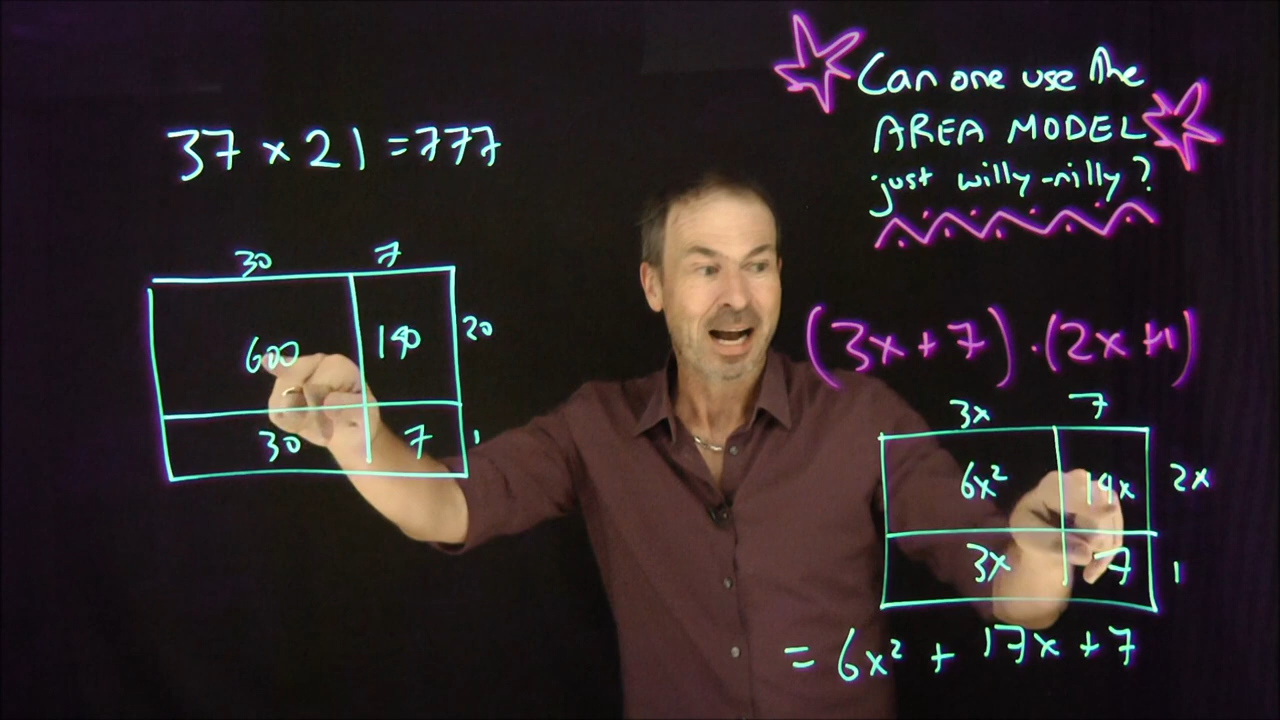 37 x 21 = 777
30 7
600 140 20
30 7 1
Can one use the
AREA MODEL
just willy-nilly?
(3x + 7) · (2x + 1)
3x 7
6x² 14x 2x
3x 7 1
= 6x² + 17x + 7